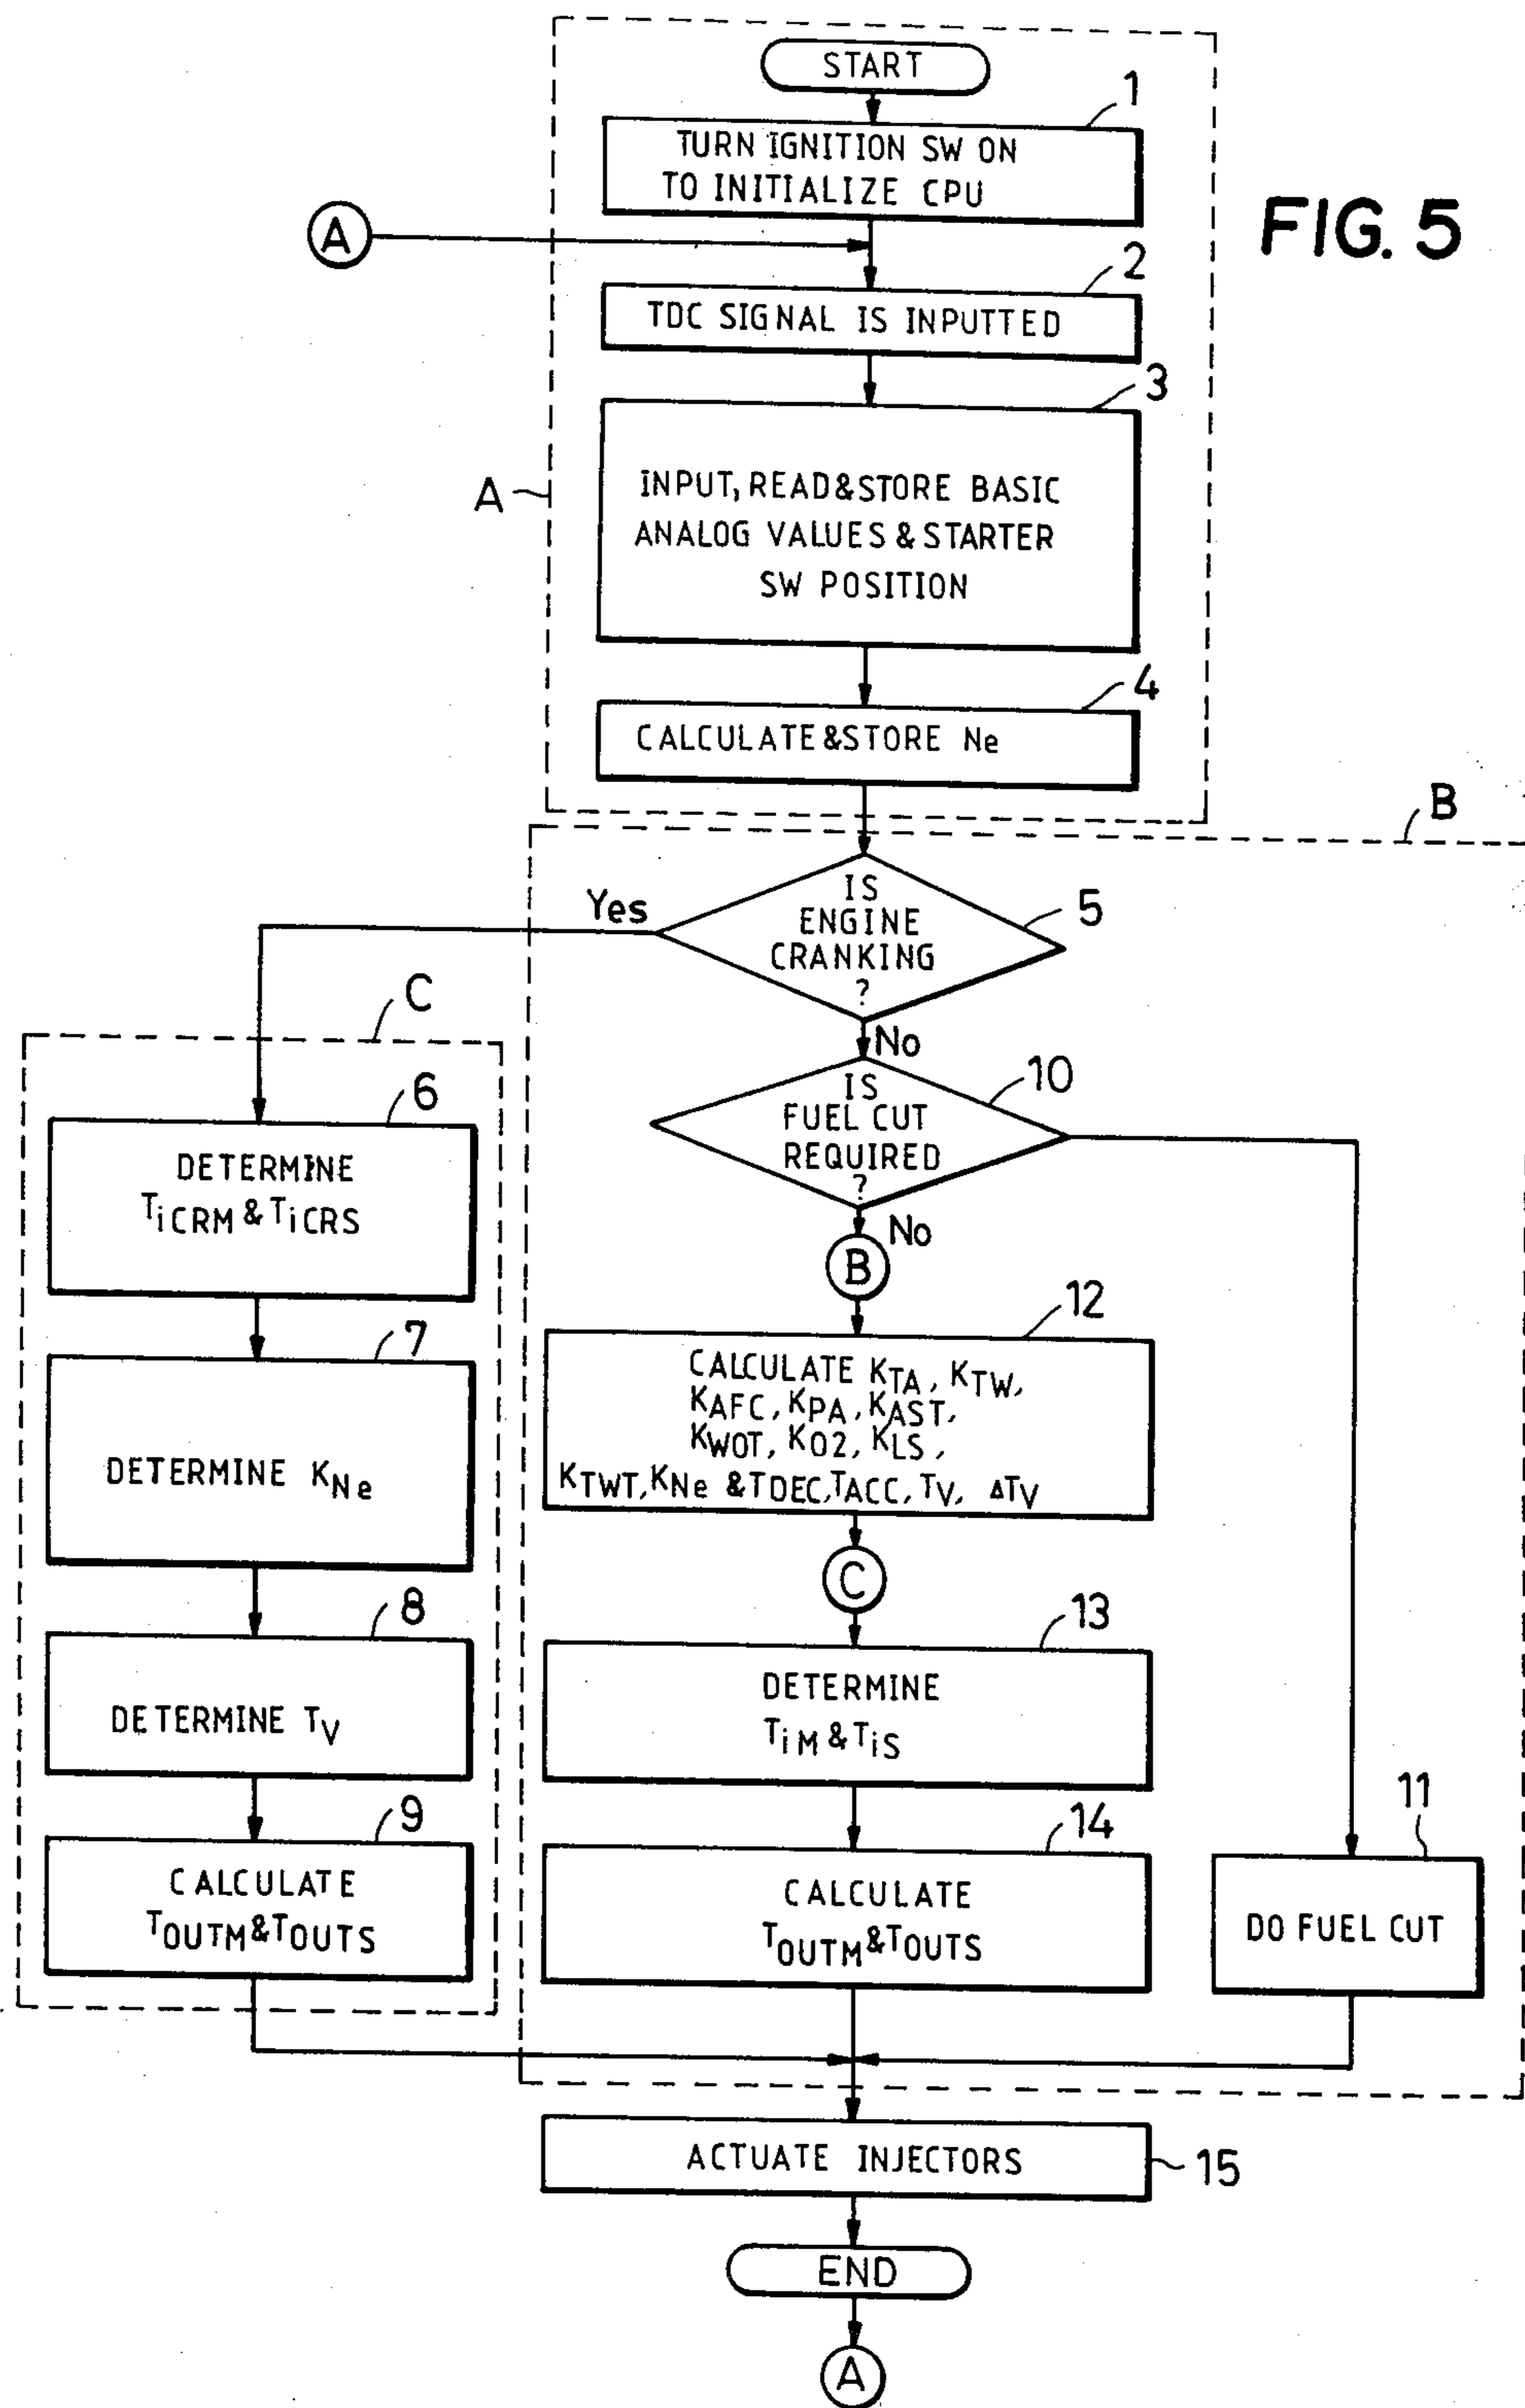 START
1
TURN IGNITION SW ON
TO INITIALIZE CPU
FIG. 5
A
2
TDC SIGNAL IS INPUTTED
3
INPUT, READ & STORE BASIC
ANALOG VALUES & STARTER
SW POSITION
A
4
CALCULATE & STORE Ne
B
IS
ENGINE
CRANKING
?
5
Yes
No
C
IS
FUEL CUT
REQUIRED
?
10
No
B
6
DETERMINE
TiCRM & TiCRS
7
DETERMINE KNe
8
DETERMINE TV
9
CALCULATE
TOUTM & TOUTS
12
CALCULATE KTA, KTW,
KAFC, KPA, KAST,
KWOT, KO2, KLS,
KTWT, KNe & TDEC, TACC, TV, ΔTV
C
13
DETERMINE
TiM & TiS
14
CALCULATE
TOUTM & TOUTS
11
DO FUEL CUT
ACTUATE INJECTORS
15
END
A